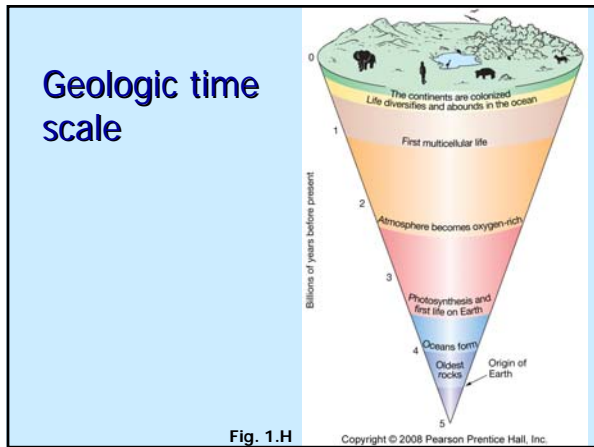 Geologic time
scale
0
The continents are colonized
Life diversifies and abounds in the ocean
1
First multicellular life
2
Atmosphere becomes oxygen-rich
Billions of years before present
3
Photosynthesis and
first life on Earth
4
Oceans form
Oldest
rocks
Origin of
Earth
5
Fig. 1.H
Copyright © 2008 Pearson Prentice Hall, Inc.